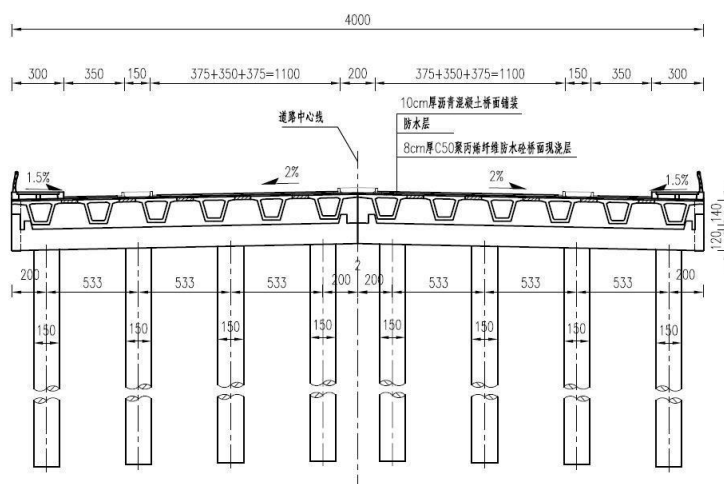 4000
300 350 150 375+350+375=1100 200 375+350+375=1100 150 350 300
10cm厚沥青混凝土桥面铺装
道路中心线 防水层
8cm厚C50聚丙烯纤维防水砼桥面现浇层
1.5% 2% 2% 1.5%
140
120
2
200 533 533 533 200 200 533 533 533 200
150 150 150 150 150 150 150 150